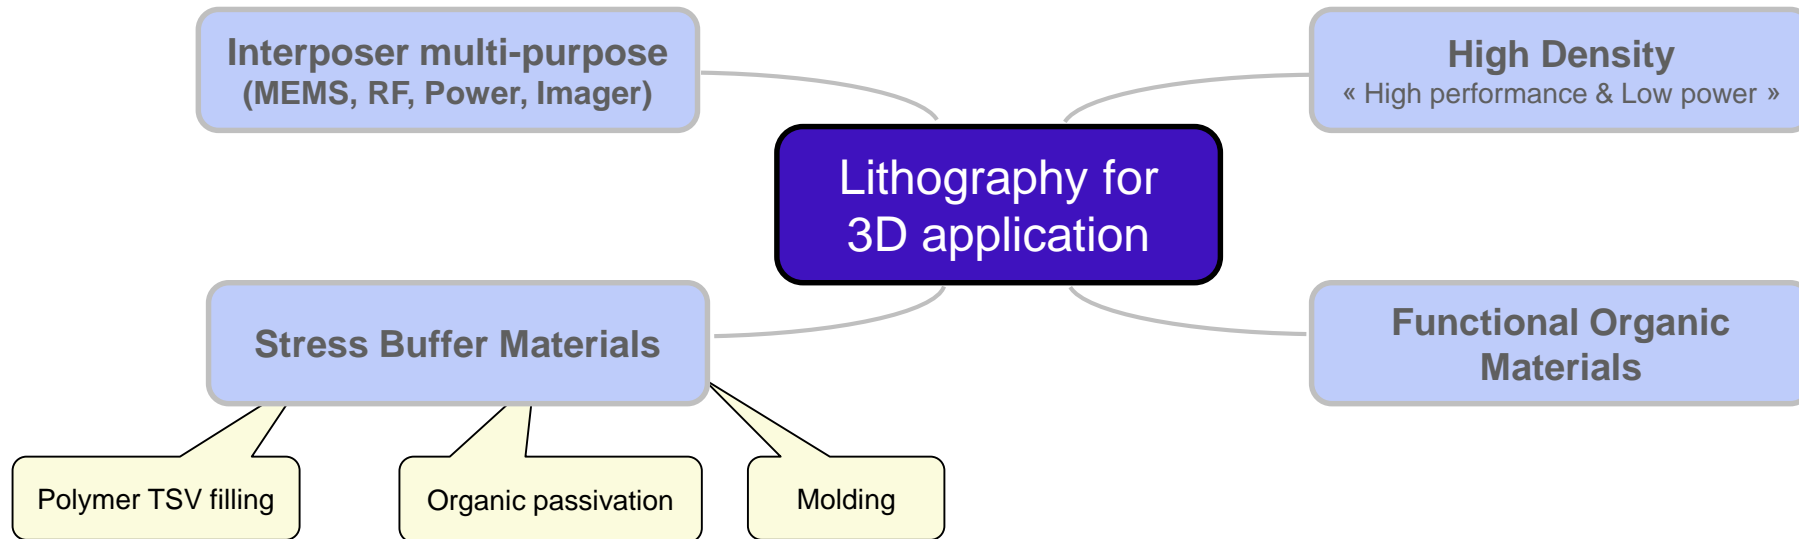 Interposer multi-purpose
(MEMS, RF, Power, Imager)
High Density
« High performance & Low power »
Lithography for
3D application
Stress Buffer Materials
Functional Organic
Materials
Polymer TSV filling
Organic passivation
Molding